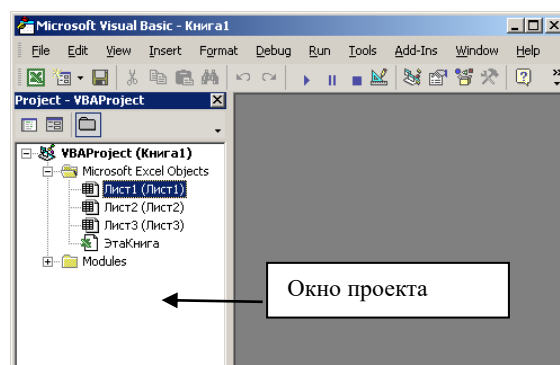 Microsoft Visual Basic - Книга1
File Edit View Insert Format Debug Run Tools Add-Ins Window Help
Project - VBAProject
VBAProject (Книга1)
Microsoft Excel Objects
Лист1 (Лист1)
Лист2 (Лист2)
Лист3 (Лист3)
ЭтаКнига
Modules
Окно проекта